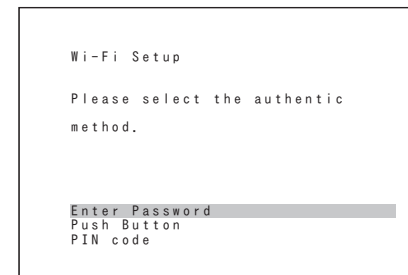 Wi-Fi Setup
Please select the authentic
method.
Enter Password
Push Button
PIN code